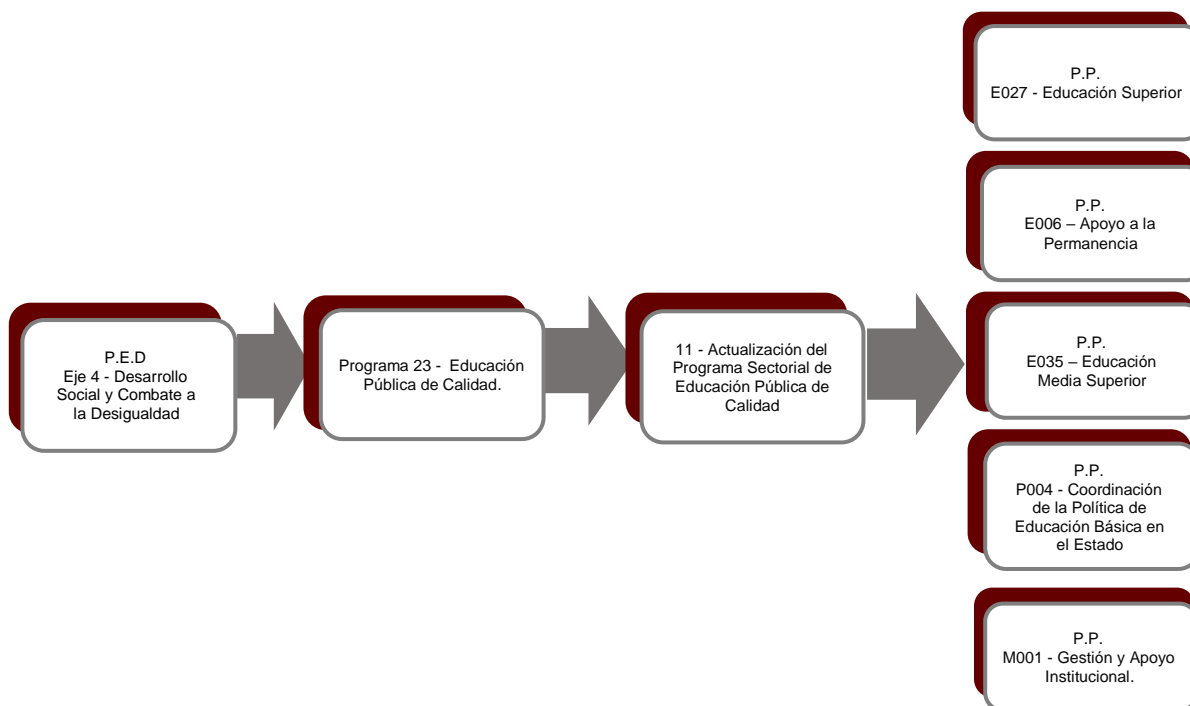 P.E.D
Eje 4 - Desarrollo
Social y Combate a
la Desigualdad
Programa 23 - Educación
Pública de Calidad.
11 - Actualización del
Programa Sectorial de
Educación Pública de
Calidad
P.P.
E027 - Educación Superior
P.P.
E006 – Apoyo a la
Permanencia
P.P.
E035 – Educación
Media Superior
P.P.
P004 - Coordinación
de la Política de
Educación Básica en
el Estado
P.P.
M001 - Gestión y Apoyo
Institucional.